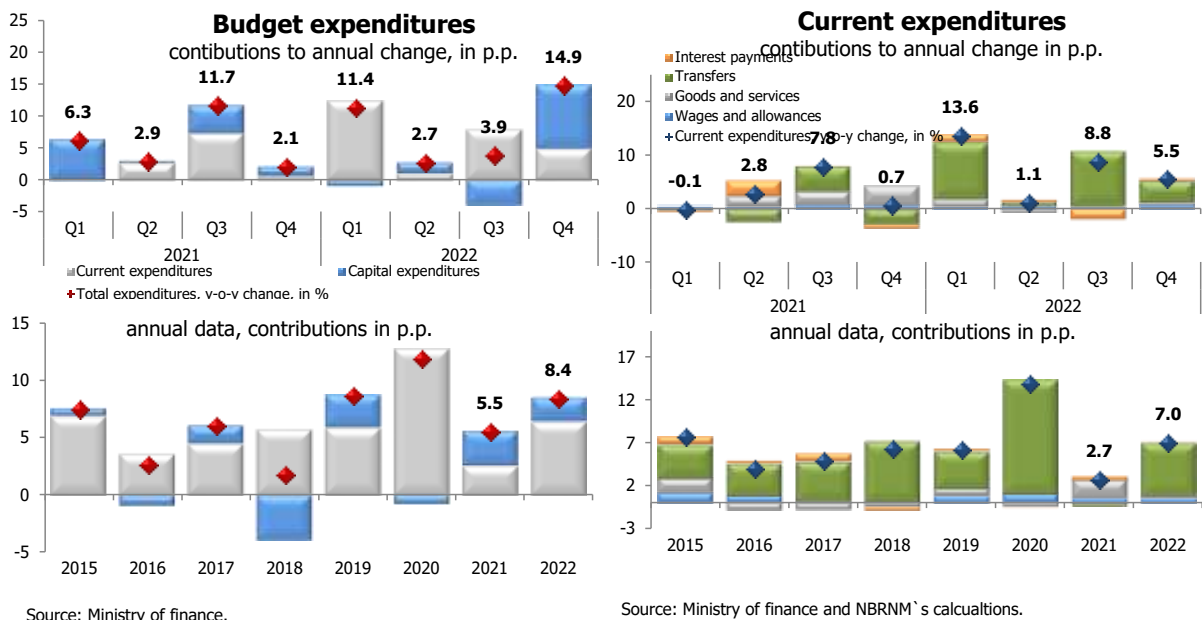 Budget expenditures
contibutions to annual change, in p.p.
25
20
15
10
5
0
-5
6.3
2.9
11.7
2.1
11.4
2.7
3.9
14.9
Q1 Q2 Q3 Q4 Q1 Q2 Q3 Q4
2021 2022
Current expenditures Capital expenditures
Total expenditures, y-o-y change, in %
annual data, contributions in p.p.
15
10
5
0
-5
5.5
8.4
2015 2016 2017 2018 2019 2020 2021 2022
Source: Ministry of finance.
Current expenditures
contibutions to annual change in p.p.
Interest payments
Transfers
Goods and services
Wages and allowances
Current expenditures, y-o-y change, in %
20
10
0
-10
-0.1
2.8
7.8
0.7
13.6
1.1
8.8
5.5
Q1 Q2 Q3 Q4 Q1 Q2 Q3 Q4
2021 2022
annual data, contributions in p.p.
17
12
7
2
-3
2.7
7.0
2015 2016 2017 2018 2019 2020 2021 2022
Source: Ministry of finance and NBRNM`s calcualtions.